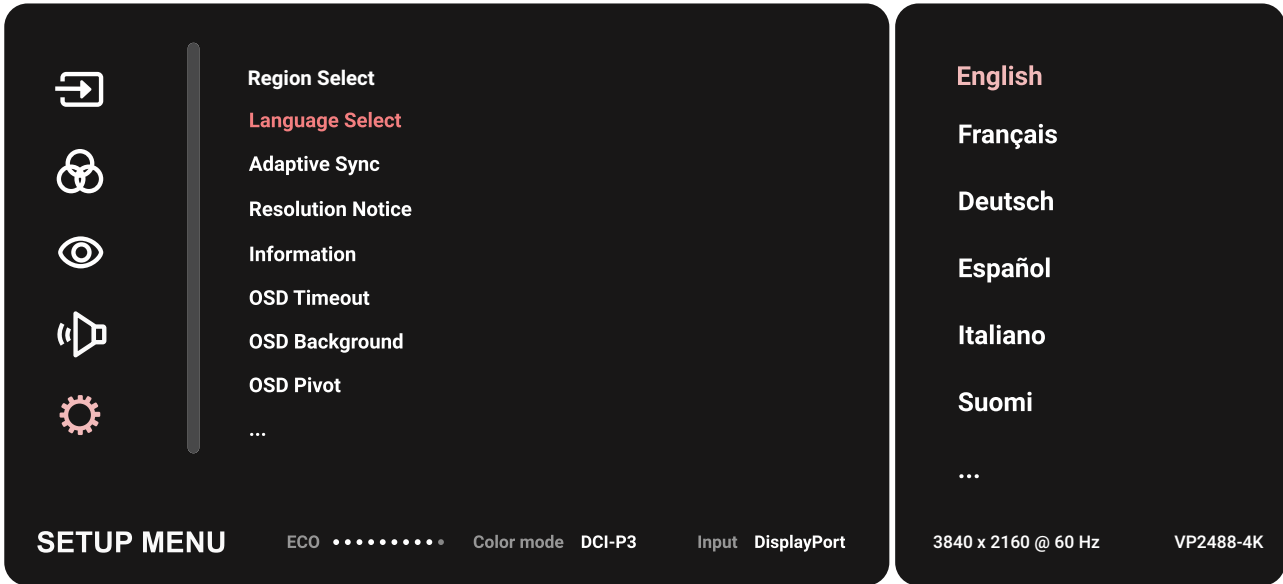 Region Select
Language Select
Adaptive Sync
Resolution Notice
Information
OSD Timeout
OSD Background
OSD Pivot
...
SETUP MENU ECO Color mode DCI-P3 Input DisplayPort
English
Français
Deutsch
Español
Italiano
Suomi
...
3840 x 2160 @ 60 Hz VP2488-4K